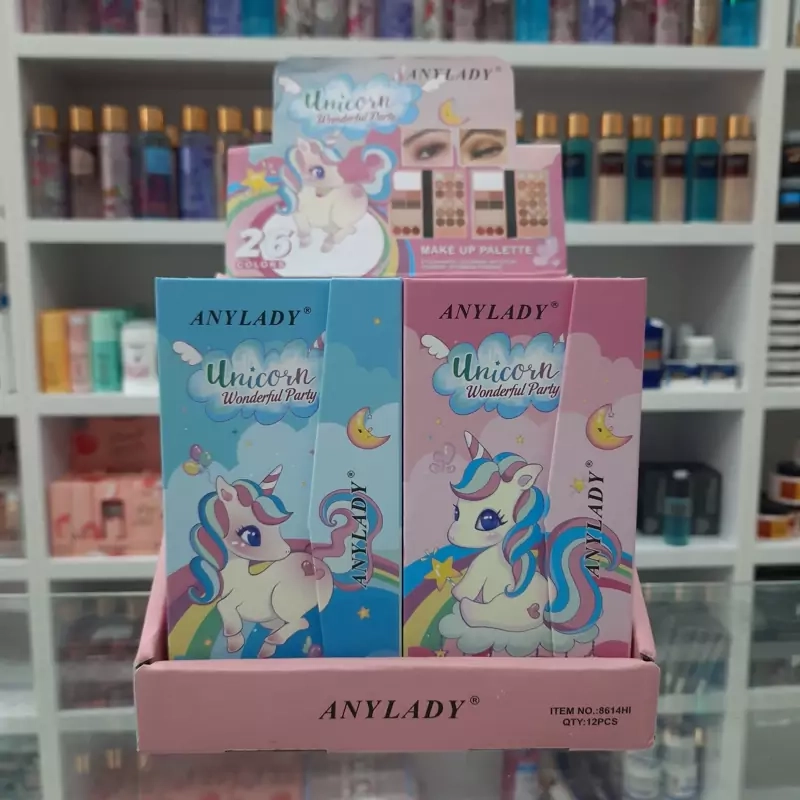 ANYLADY®
Unicorn
Wonderful Party
26
COLORS
MAKE UP PALETTE
ANYLADY®
Unicorn
Wonderful Party
ANYLADY®
ANYLADY®
Unicorn
Wonderful Party
ANYLADY®
ANYLADY®
ITEM NO.:8614HI
QTY:12PCS